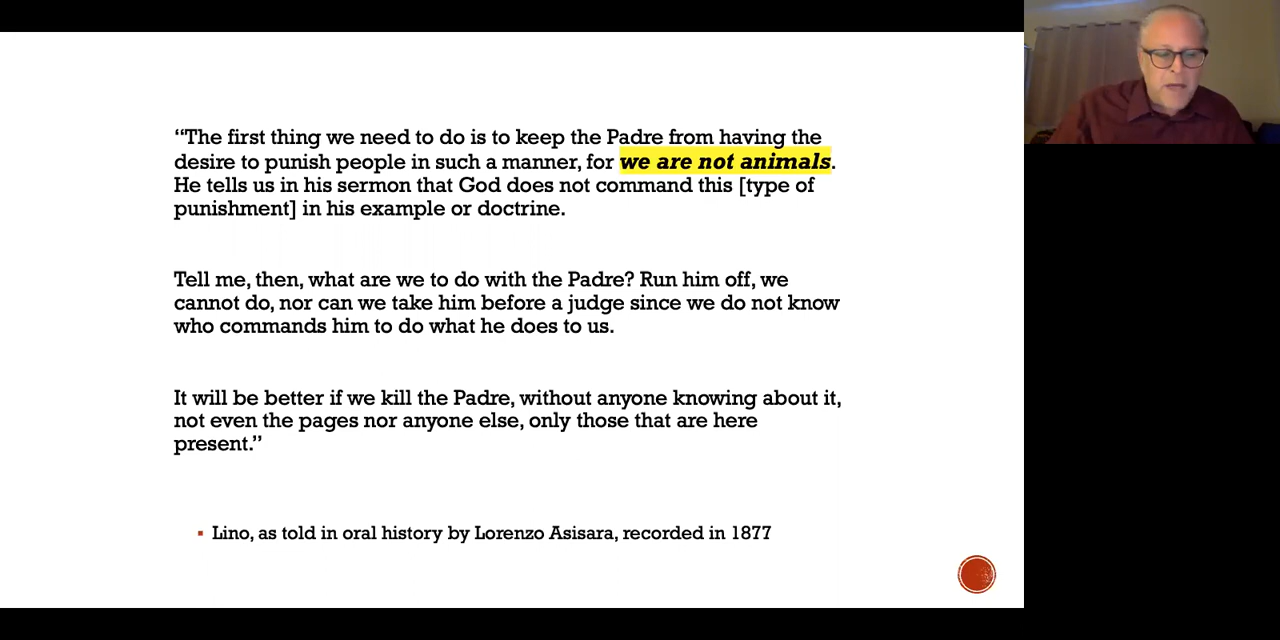 “The first thing we need to do is to keep the Padre from having the
desire to punish people in such a manner, for we are not animals.
He tells us in his sermon that God does not command this [type of
punishment] in his example or doctrine.
Tell me, then, what are we to do with the Padre? Run him off, we
cannot do, nor can we take him before a judge since we do not know
who commands him to do what he does to us.
It will be better if we kill the Padre, without anyone knowing about it,
not even the pages nor anyone else, only those that are here
present.”
▪ Lino, as told in oral history by Lorenzo Asisara, recorded in 1877